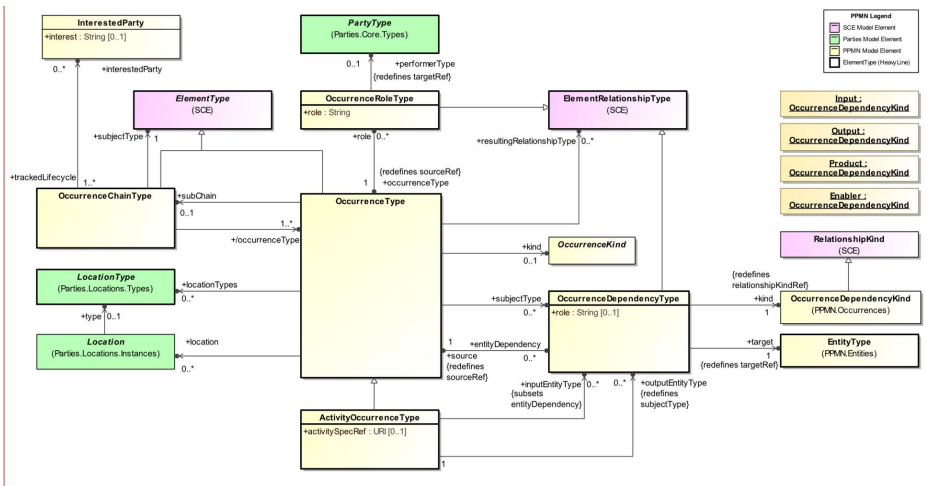 InterestedParty
+interest : String [0..1]
0..*
+interestedParty
PartyType
(Parties.Core.Types)
0..1
+performerType
{redefines targetRef}
PPMN Legend
SCE Model Element
Parties Model Element
PPMN Model Element
ElementType (Heavy Line)
ElementType
(SCE)
OccurrenceRoleType
+role : String
ElementRelationshipType
(SCE)
Input :
OccurrenceDependencyKind
Output :
OccurrenceDependencyKind
Product :
OccurrenceDependencyKind
Enabler :
OccurrenceDependencyKind
+subjectType
1
+role
0..*
+resultingRelationshipType
0..*
{redefines sourceRef}
1
+occurrenceType
+trackedLifecycle
1..*
OccurrenceChainType
+subChain
0..1
1..*
+/occurrenceType
OccurrenceType
+kind
0..1
OccurrenceKind
RelationshipKind
(SCE)
LocationType
(Parties.Locations.Types)
+locationTypes
0..*
+type
0..1
Location
(Parties.Locations.Instances)
+location
0..*
+subjectType
0..*
OccurrenceDependencyType
+role : String [0..1]
{redefines
relationshipKindRef}
+kind
1
OccurrenceDependencyKind
(PPMN.Occurrences)
1
+entityDependency
+source
0..*
{redefines
sourceRef}
+target
1
{redefines targetRef}
EntityType
(PPMN.Entities)
+inputEntityType
0..*
{subsets
entityDependency}
0..*
+outputEntityType
{redefines
subjectType}
ActivityOccurrenceType
+activitySpecRef : URI [0..1]
1